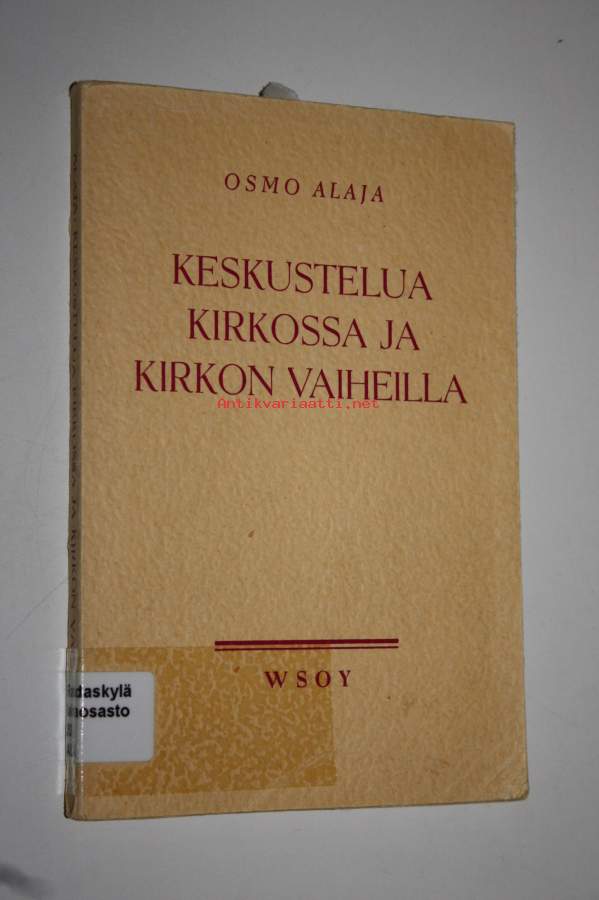 OSMO ALAJA
KESKUSTELUA
KIRKOSSA JA
KIRKON VAIHEILLA
Antikvariaatti.net
WSOY